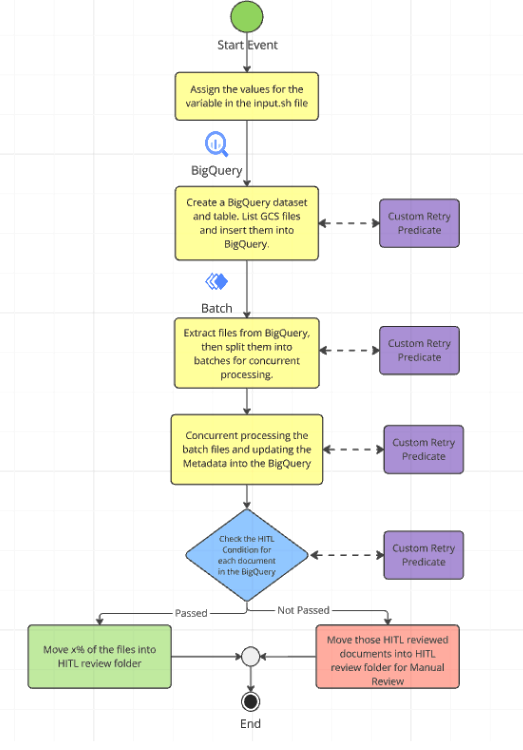 Start Event
Assign the values for the
variable in the input.sh file
BigQuery
Create a BigQuery dataset
and table. List GCS files
and insert them into
BigQuery.
Custom Retry
Predicate
Batch
Extract files from BigQuery,
then split them into
batches for concurrent
processing.
Custom Retry
Predicate
Concurrent processing the
batch files and updating the
Metadata into the BigQuery
Custom Retry
Predicate
Check the HITL
Condition for
each document
in the BigQuery
Custom Retry
Predicate
Passed
Not Passed
Move x% of the files into
HITL review folder
Move those HITL reviewed
documents into HITL
review folder for Manual
Review
End